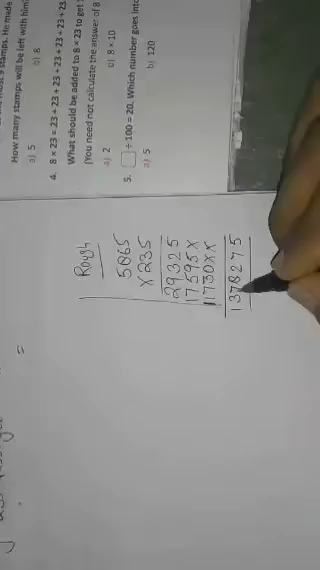 How many stamps will be left with him
a) 5
b) 8
4. 8 × 23 = 23 + 23 + 23 + 23 + 23 + 23 + 23
What should be added to 8 × 23 to get
(You need not calculate the answer of 8
a) 2
b) 8 × 10
5. ÷ 100 = 20. Which number goes into
a) 5
b) 120
Rough
5865
×235
29325
17595×
11730××
1378275
=